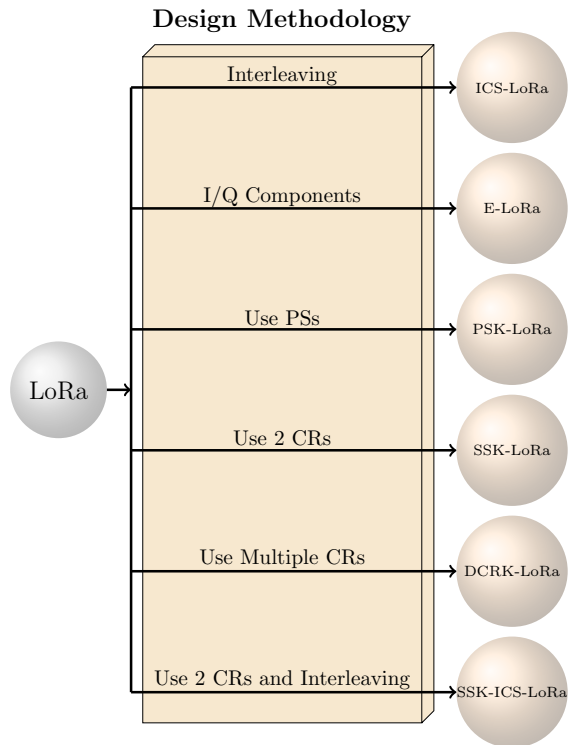 Design Methodology
Interleaving
ICS-LoRa
I/Q Components
E-LoRa
Use PSs
PSK-LoRa
LoRa
Use 2 CRs
SSK-LoRa
Use Multiple CRs
DCRK-LoRa
Use 2 CRs and Interleaving
SSK-ICS-LoRa